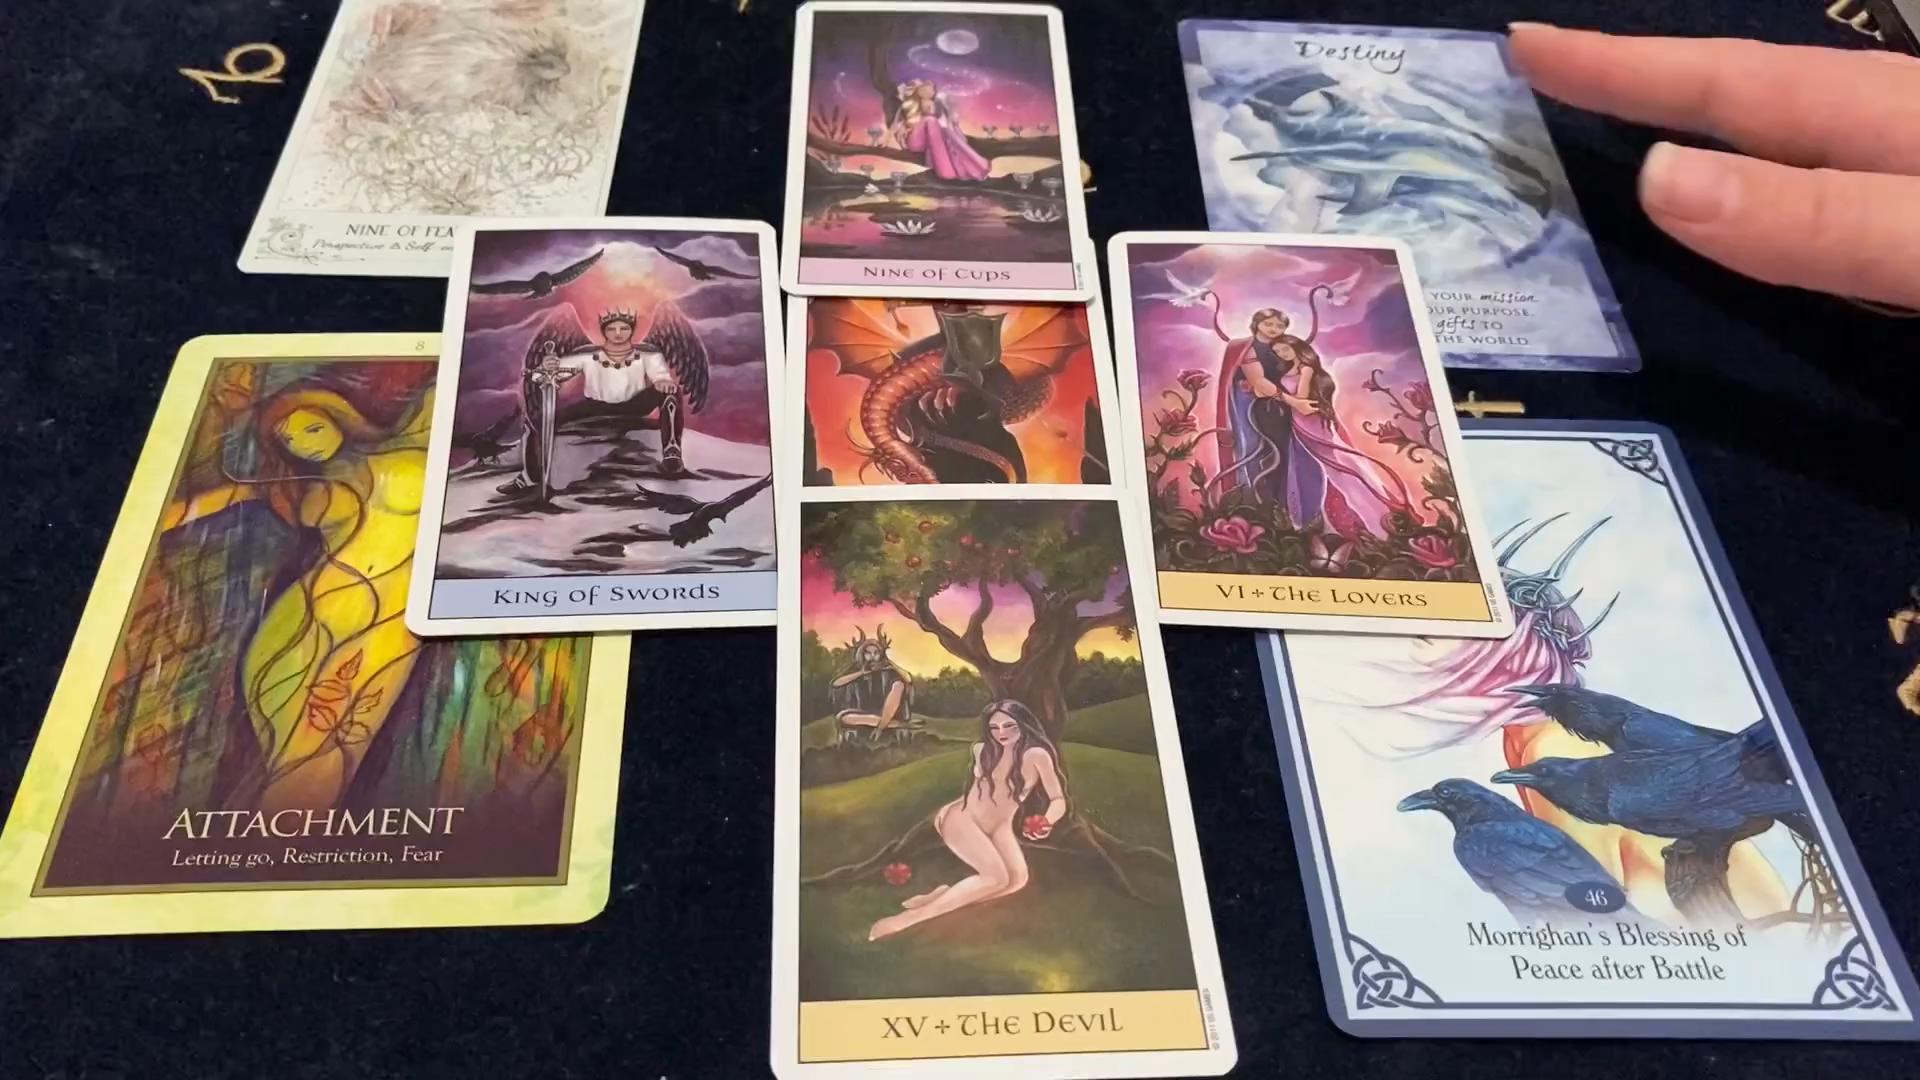 Destiny
NINE OF
Perspective & Self
NINE OF CUPS
YOUR mission
OUR PURPOSE.
gifts TO
THE WORLD
8
KING OF SWORDS
VI + THE LOVERS
ATTACHMENT
Letting go, Restriction, Fear
46
Morrighan's Blessing of
Peace after Battle
XV + THE DEVIL